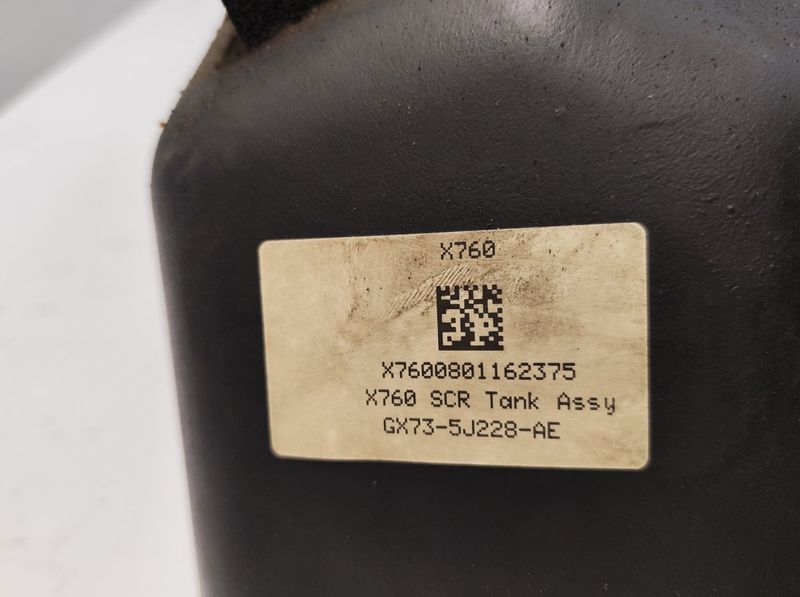 X760
X7600801162375
X760 SCR Tank Assy
GX73-5J228-AE